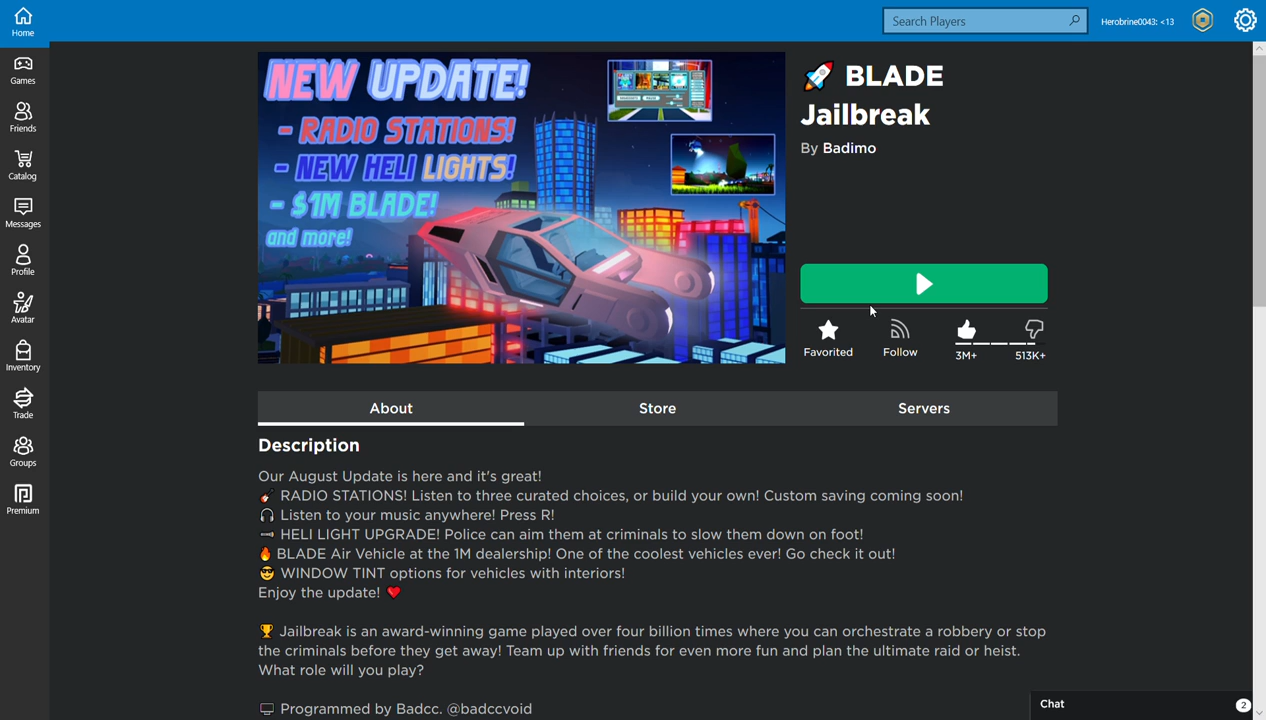 Home
Search Players
Herobrine0043: <13
Games
Friends
Catalog
Messages
Profile
Avatar
Inventory
Trade
Groups
Premium
NEW UPDATE!
- RADIO STATIONS!
- NEW HELI LIGHTS!
- $1M BLADE!
and more!
🚀 BLADE
Jailbreak
By Badimo
Favorited
Follow
3M+
513K+
About
Store
Servers
Description
Our August Update is here and it's great!
🎸 RADIO STATIONS! Listen to three curated choices, or build your own! Custom saving coming soon!
🎧 Listen to your music anywhere! Press R!
🔦 HELI LIGHT UPGRADE! Police can aim them at criminals to slow them down on foot!
🔥 BLADE Air Vehicle at the 1M dealership! One of the coolest vehicles ever! Go check it out!
😎 WINDOW TINT options for vehicles with interiors!
Enjoy the update! ❤️
🏆 Jailbreak is an award-winning game played over four billion times where you can orchestrate a robbery or stop
the criminals before they get away! Team up with friends for even more fun and plan the ultimate raid or heist.
What role will you play?
🖥️ Programmed by Badcc. @badccvoid
Chat
2